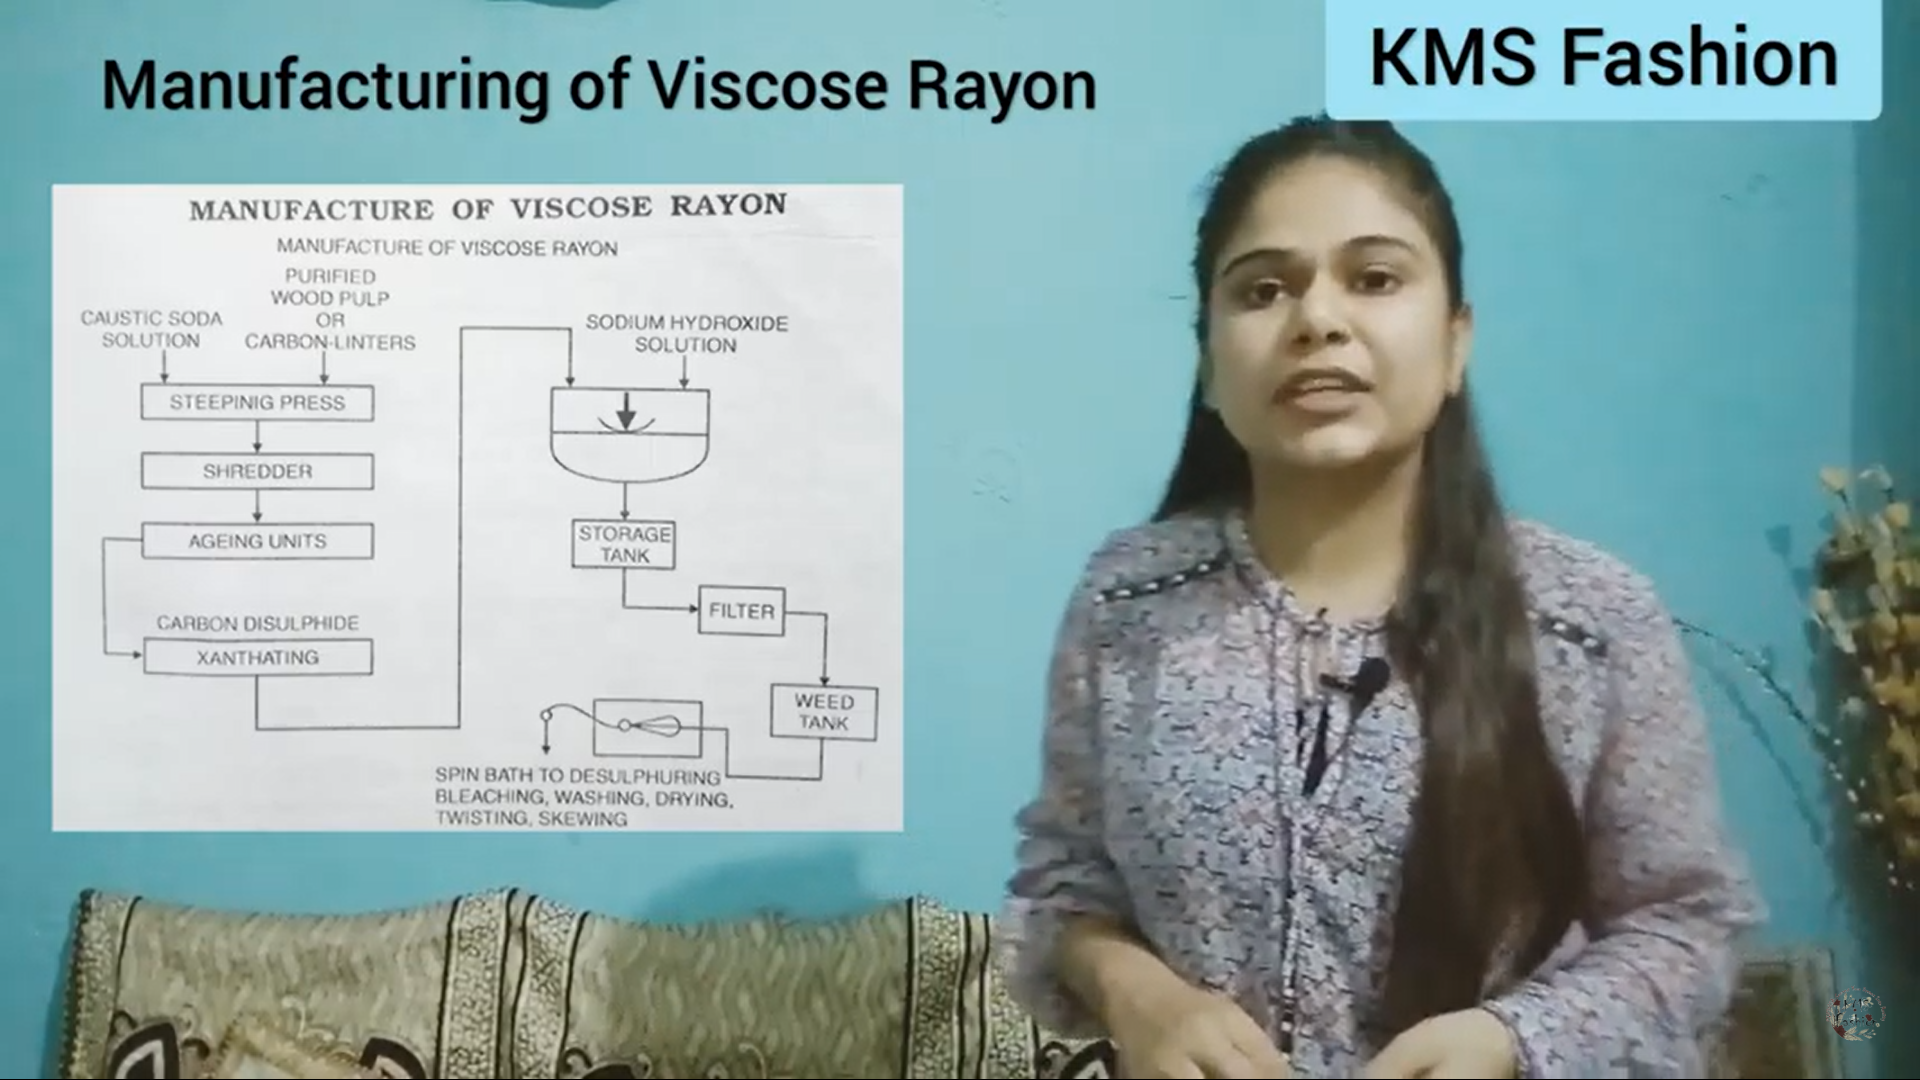 Manufacturing of Viscose Rayon
KMS Fashion
MANUFACTURE OF VISCOSE RAYON
MANUFACTURE OF VISCOSE RAYON
PURIFIED
WOOD PULP
OR
CARBON-LINTERS
CAUSTIC SODA
SOLUTION
STEEPINIG PRESS
SHREDDER
AGEING UNITS
CARBON DISULPHIDE
XANTHATING
SODIUM HYDROXIDE
SOLUTION
STORAGE
TANK
FILTER
WEED
TANK
SPIN BATH TO DESULPHURING
BLEACHING, WASHING, DRYING,
TWISTING, SKEWING